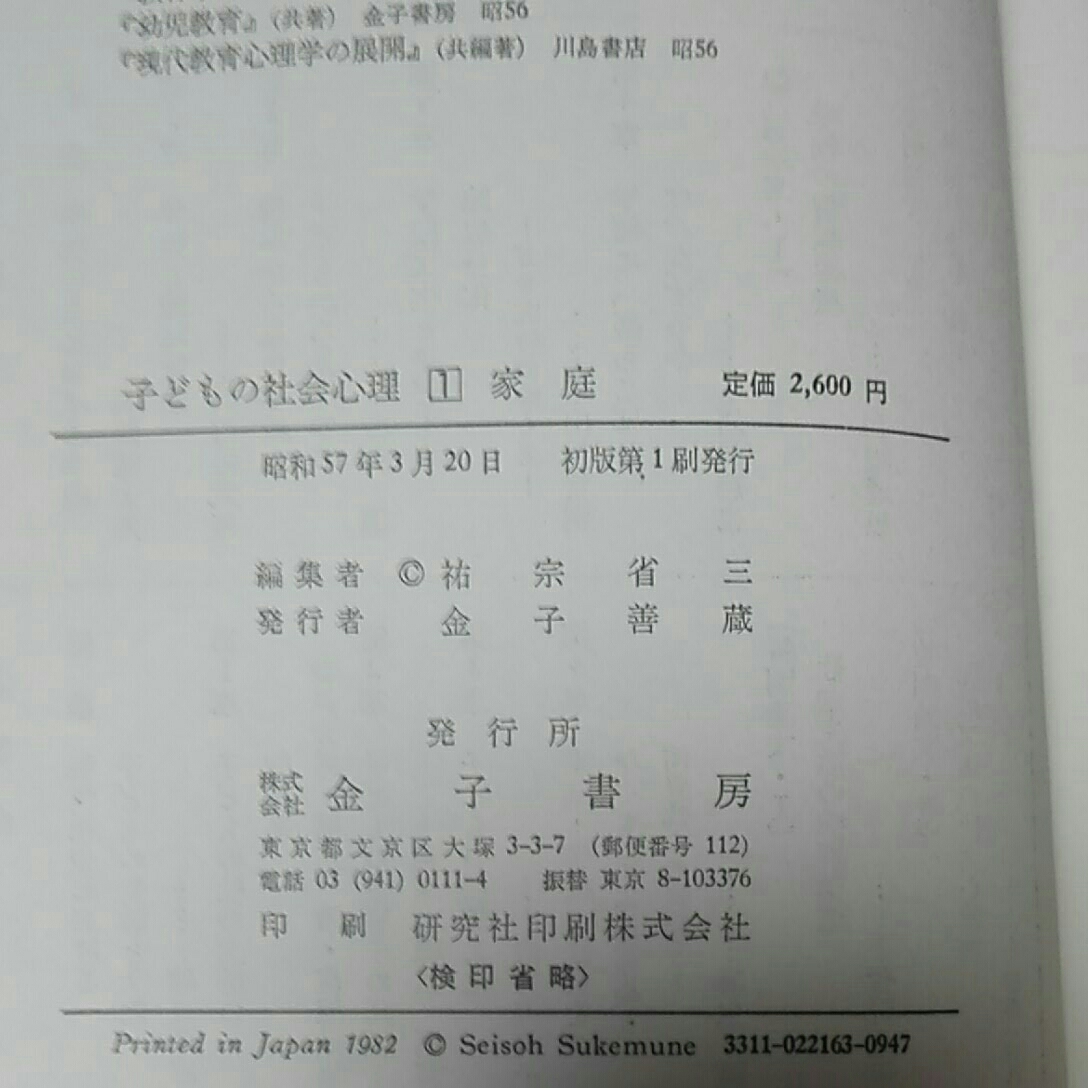 『幼児教育』（共著） 金子書房 昭56
『現代教育心理学の展開』（共編著） 川島書店 昭56
子どもの社会心理 1 家庭 定価 2,600 円
昭和57年3月20日 初版第1刷発行
編集者 © 祐宗省三
発行者 金子善蔵
発行所
株式会社 金子書房
東京都文京区大塚 3-3-7 （郵便番号 112）
電話 03 (941) 0111-4 振替 東京 8-103376
印刷 研究社印刷株式会社
〈検印省略〉
Printed in Japan 1982 © Seisoh Sukemune 3311-022163-0947